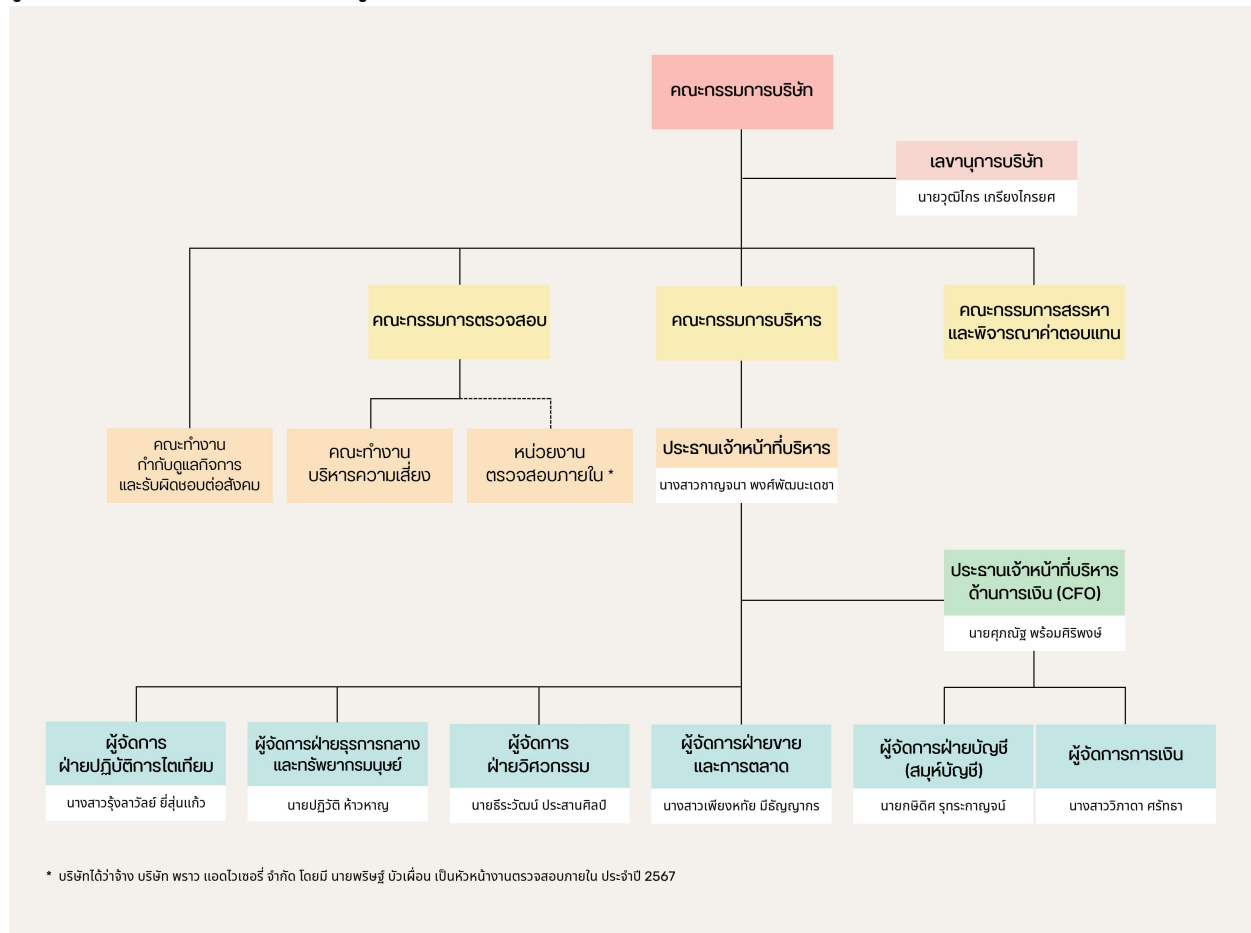 คณะกรรมการบริษัท
เลขานุการบริษัท
นายวุฒิไกร เกรียงไกรยศ
คณะกรรมการตรวจสอบ
คณะกรรมการบริหาร
คณะกรรมการสรรหา
และพิจารณาค่าตอบแทน
คณะทำงาน
กำกับดูแลกิจการ
และรับผิดชอบต่อสังคม
คณะทำงาน
บริหารความเสี่ยง
หน่วยงาน
ตรวจสอบภายใน *
ประธานเจ้าหน้าที่บริหาร
นางสาวกาญจนา พงศ์พัฒนะเดชา
ประธานเจ้าหน้าที่บริหาร
ด้านการเงิน (CFO)
นายศุภณัฐ พร้อมศิริพงษ์
ผู้จัดการ
ฝ่ายปฏิบัติการไตเทียม
นางสาวรุ้งลาวัลย์ ยี่สุ่นแก้ว
ผู้จัดการฝ่ายธุรการกลาง
และทรัพยากรมนุษย์
นายปฏิวัติ ห้าวหาญ
ผู้จัดการ
ฝ่ายวิศวกรรม
นายธีระวัฒน์ ประสานศิลป์
ผู้จัดการฝ่ายขาย
และการตลาด
นางสาวเพียงหทัย มีธัญญากร
ผู้จัดการฝ่ายบัญชี
(สมุห์บัญชี)
นายกษิดิศ รุทระกาญจน์
ผู้จัดการการเงิน
นางสาววิภาดา ศรัทธา
* บริษัทได้ว่าจ้าง บริษัท พราว แอดไวเซอรี่ จำกัด โดยมี นายพริษฐ์ บัวเผื่อน เป็นหัวหน้างานตรวจสอบภายใน ประจำปี 2567